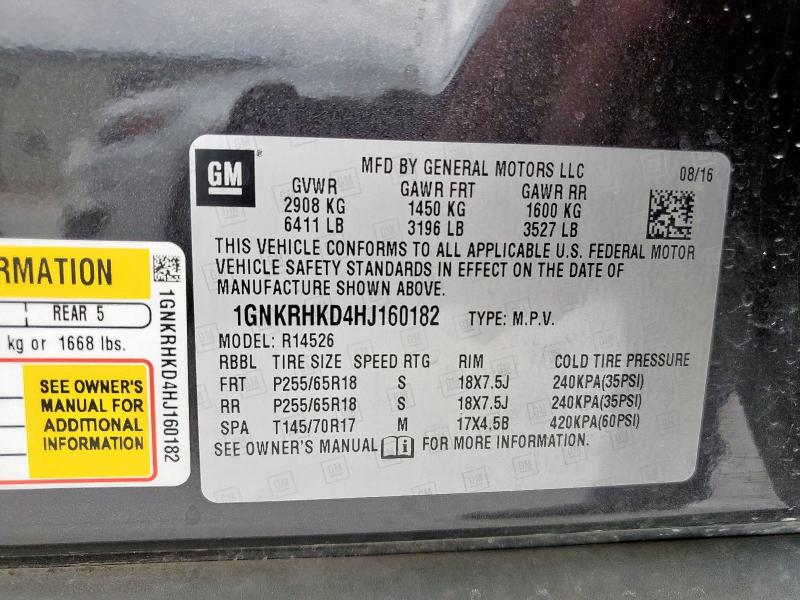 GM
MFD BY GENERAL MOTORS LLC
08/16
GVWR GAWR FRT GAWR RR
2908 KG 1450 KG 1600 KG
6411 LB 3196 LB 3527 LB
THIS VEHICLE CONFORMS TO ALL APPLICABLE U.S. FEDERAL MOTOR
VEHICLE SAFETY STANDARDS IN EFFECT ON THE DATE OF
MANUFACTURE SHOWN ABOVE.
1GNKRHKD4HJ160182 TYPE: M.P.V.
MODEL: R14526
RBBL TIRE SIZE SPEED RTG RIM COLD TIRE PRESSURE
FRT P255/65R18 S 18X7.5J 240KPA(35PSI)
RR P255/65R18 S 18X7.5J 240KPA(35PSI)
SPA T145/70R17 M 17X4.5B 420KPA(60PSI)
SEE OWNER'S MANUAL FOR MORE INFORMATION.
RMATION
REAR 5
kg or 1668 lbs.
SEE OWNER'S
MANUAL FOR
ADDITIONAL
INFORMATION
1GNKRHKD4HJ160182